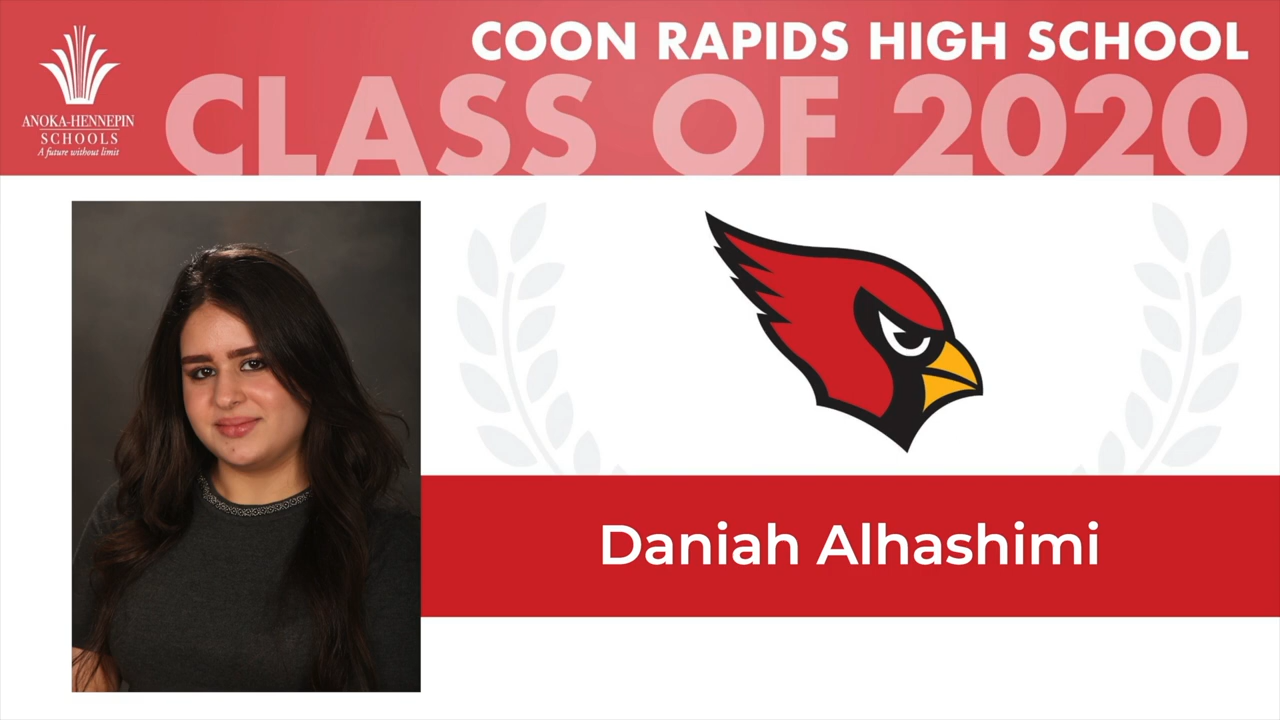 COON RAPIDS HIGH SCHOOL
CLASS OF 2020
ANOKA-HENNEPIN
SCHOOLS
A future without limit
Daniah Alhashimi